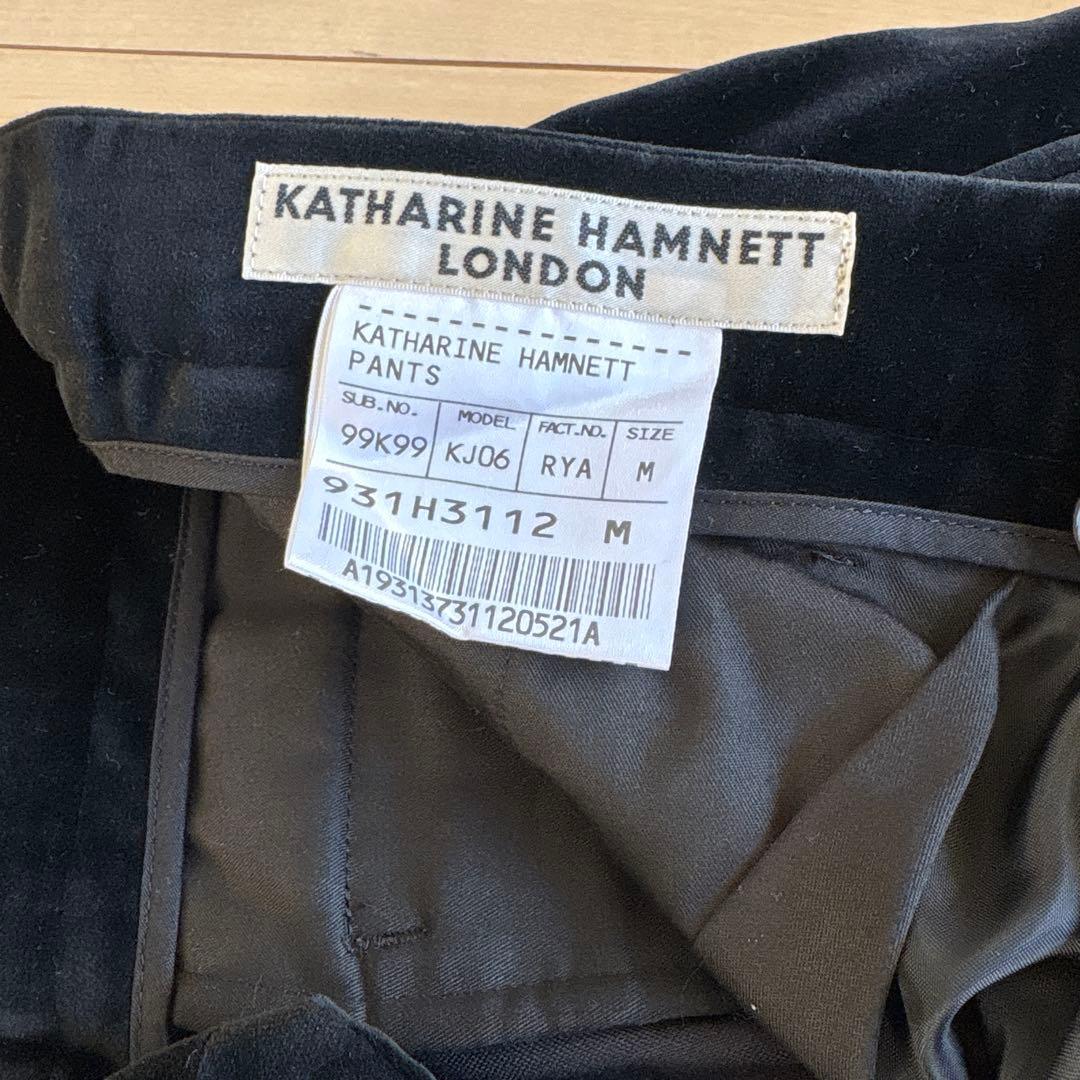 KATHARINE HAMNETT
LONDON
KATHARINE HAMNETT
PANTS
SUB.NO. MODEL FACT.NO. SIZE
99K99 KJ06 RYA M
931H3112 M
A19313731120521A